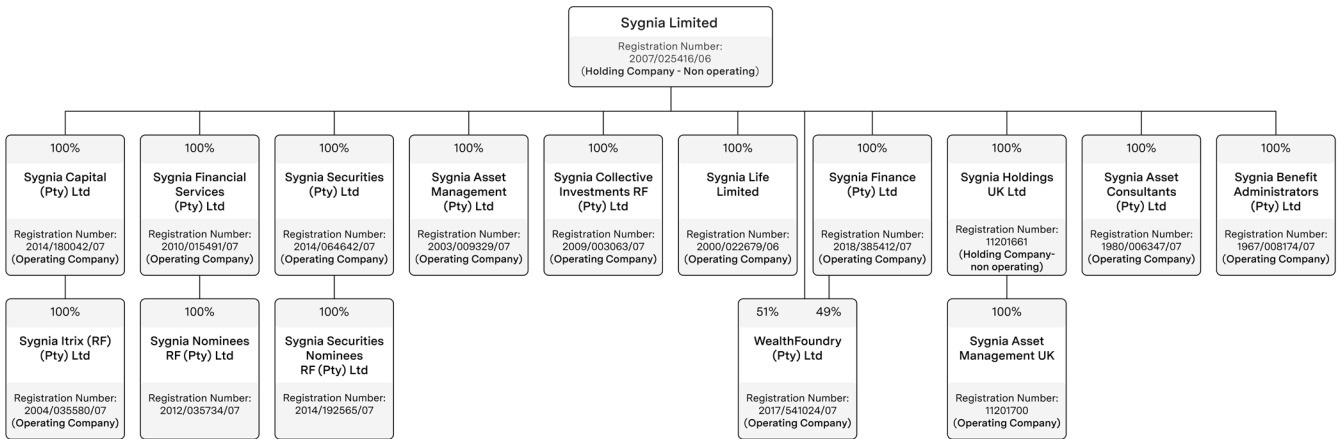 Sygnia Limited
Registration Number:
2007/025416/06
(Holding Company - Non operating)
100%
Sygnia Capital
(Pty) Ltd
Registration Number:
2014/180042/07
(Operating Company)
100%
Sygnia Financial
Services
(Pty) Ltd
Registration Number:
2010/015491/07
(Operating Company)
100%
Sygnia Securities
(Pty) Ltd
Registration Number:
2014/064642/07
(Operating Company)
100%
Sygnia Asset
Management
(Pty) Ltd
Registration Number:
2003/009329/07
(Operating Company)
100%
Sygnia Collective
Investments RF
(Pty) Ltd
Registration Number:
2009/003063/07
(Operating Company)
100%
Sygnia Life
Limited
Registration Number:
2000/022679/06
(Operating Company)
100%
Sygnia Finance
(Pty) Ltd
Registration Number:
2018/385412/07
(Operating Company)
100%
Sygnia Holdings
UK Ltd
Registration Number:
11201661
(Holding Company-
non operating)
100%
Sygnia Asset
Consultants
(Pty) Ltd
Registration Number:
1980/006347/07
(Operating Company)
100%
Sygnia Benefit
Administrators
(Pty) Ltd
Registration Number:
1967/008174/07
(Operating Company)
100%
Sygnia Itrix (RF)
(Pty) Ltd
Registration Number:
2004/035580/07
(Operating Company)
100%
Sygnia Nominees
RF (Pty) Ltd
Registration Number:
2012/035734/07
100%
Sygnia Securities
Nominees
RF (Pty) Ltd
Registration Number:
2014/192565/07
51% 49%
WealthFoundry
(Pty) Ltd
Registration Number:
2017/541024/07
(Operating Company)
100%
Sygnia Asset
Management UK
Registration Number:
11201700
(Operating Company)